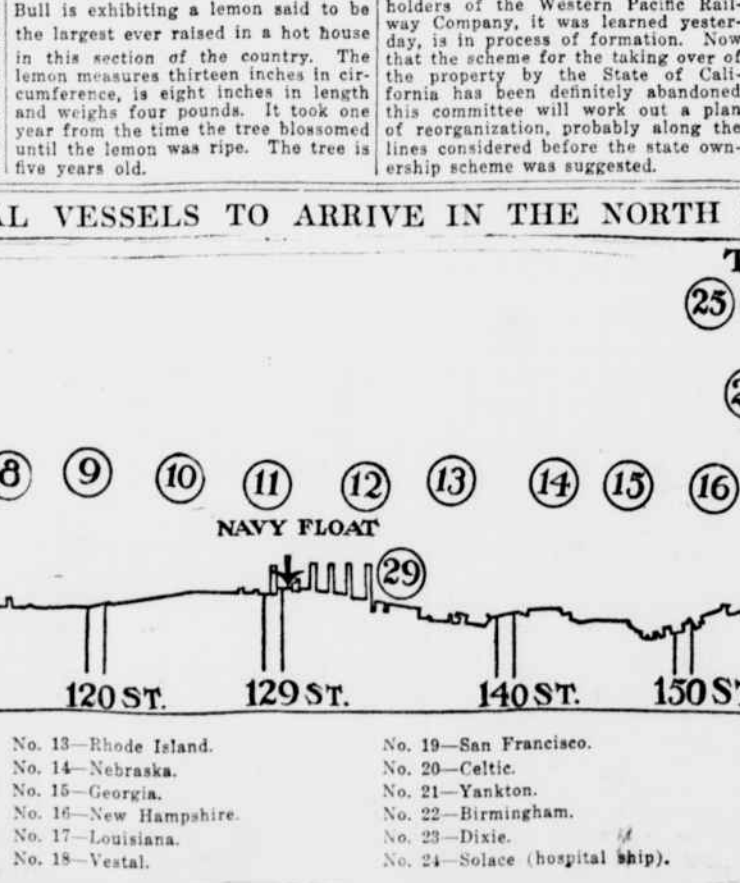 Bull is exhibiting a lemon said to be
the largest ever raised in a hot house
in this section of the country. The
lemon measures thirteen inches in cir-
cumference, is eight inches in length
and weighs four pounds. It took one
year from the time the tree blossomed
until the lemon was ripe. The tree is
five years old.
holders of the Western Pacific Rail-
way Company, it was learned yester-
day, is in process of formation. Now
that the scheme for the taking over of
the property by the State of Cali-
fornia has been definitely abandoned
this committee will work out a plan
of reorganization, probably along the
lines considered before the state own-
ership scheme was suggested.
AL VESSELS TO ARRIVE IN THE NORTH
T
25
2
8 9 10 11 12 13 14 15 16
NAVY FLOAT
29
120 ST. 129 ST. 140 ST. 150 ST
No. 13—Rhode Island.
No. 14—Nebraska.
No. 15—Georgia.
No. 16—New Hampshire.
No. 17—Louisiana.
No. 18—Vestal.
No. 19—San Francisco.
No. 20—Celtic.
No. 21—Yankton.
No. 22—Birmingham.
No. 23—Dixie.
No. 24—Solace (hospital ship).